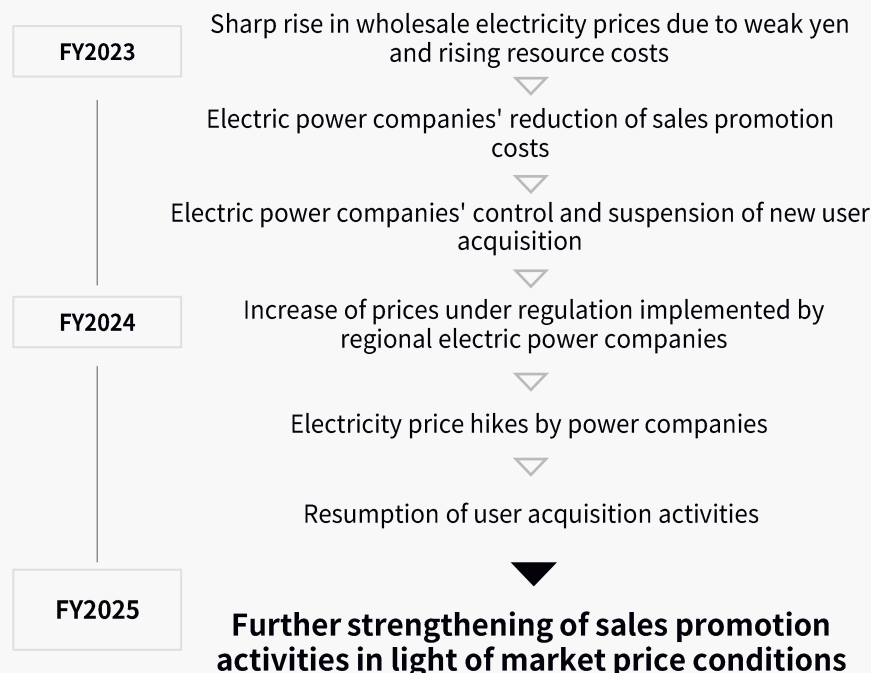 FY2023
Sharp rise in wholesale electricity prices due to weak yen
and rising resource costs
Electric power companies' reduction of sales promotion
costs
Electric power companies' control and suspension of new user
acquisition
FY2024
Increase of prices under regulation implemented by
regional electric power companies
Electricity price hikes by power companies
Resumption of user acquisition activities
FY2025
Further strengthening of sales promotion
activities in light of market price conditions